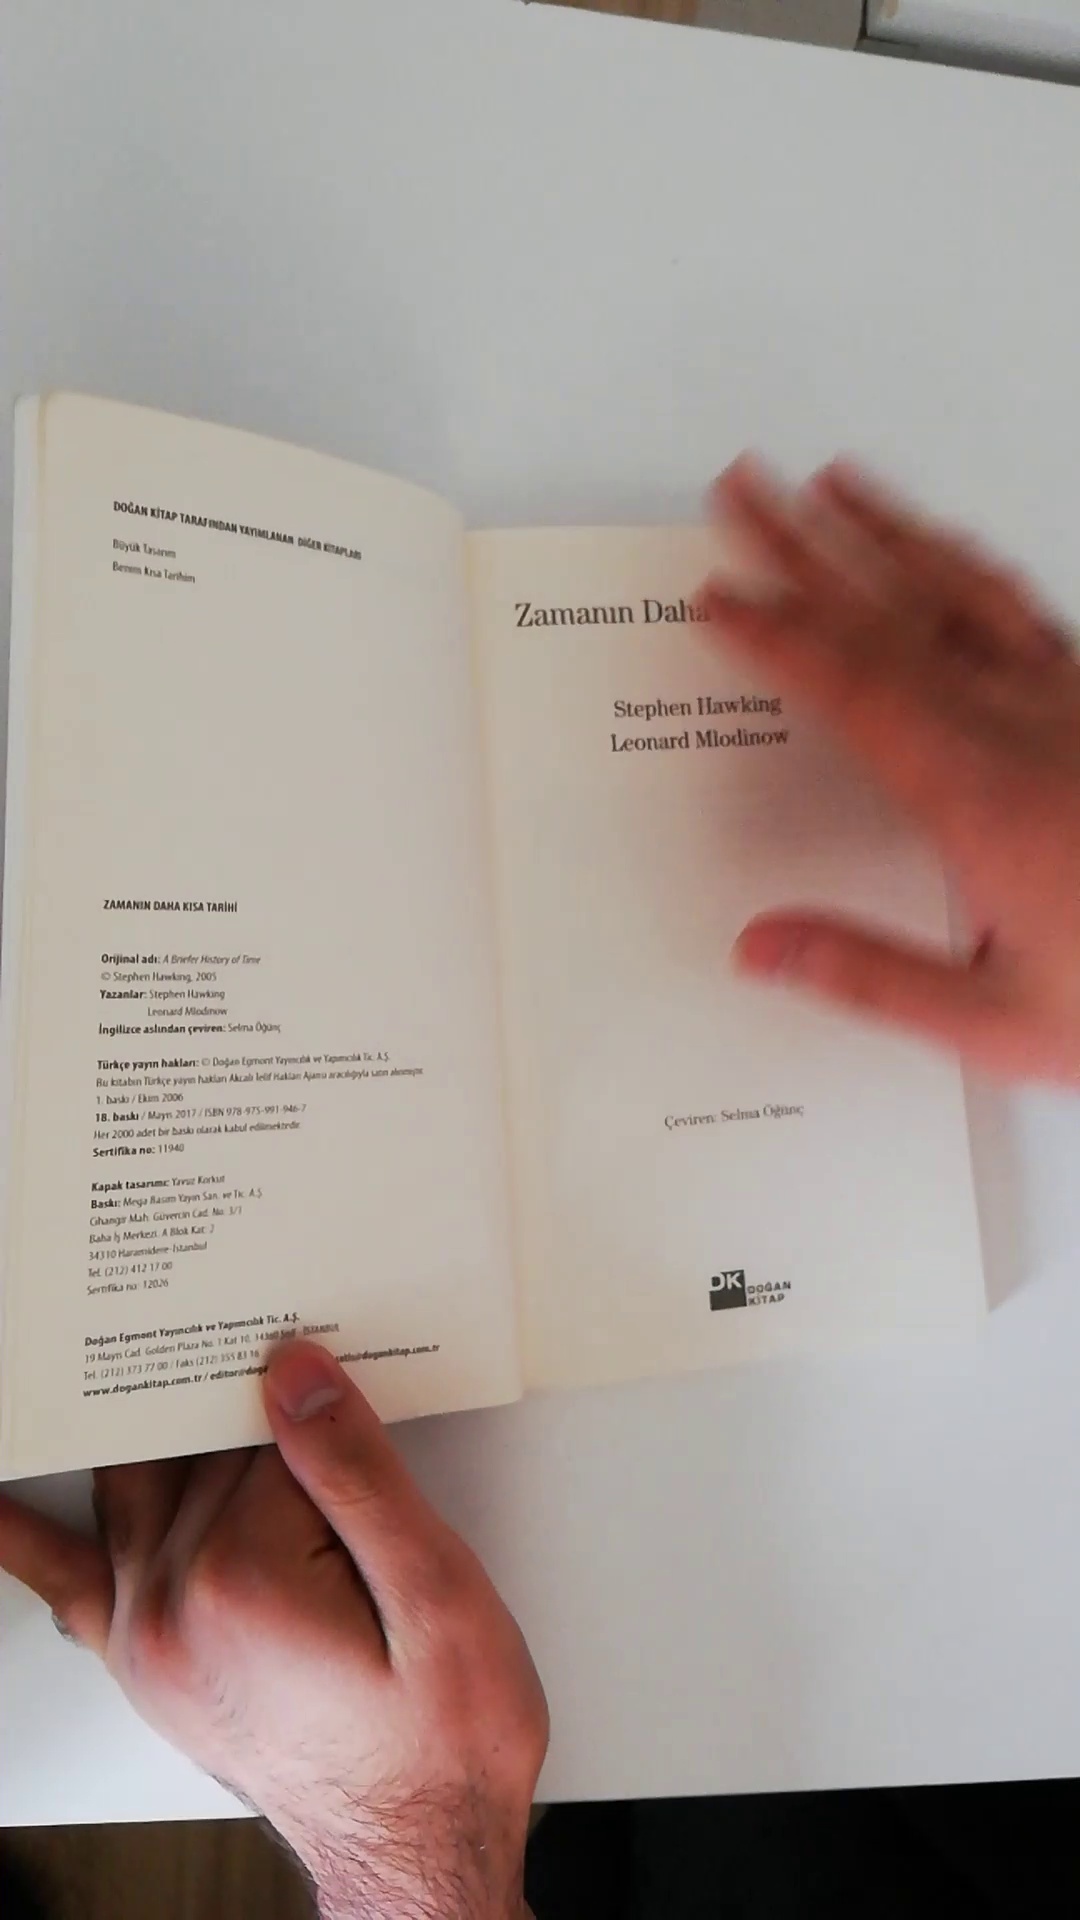 DOĞAN KİTAP TARAFINDAN YAYIMLANAN DİĞER KİTAPLARI
Büyük Tasarım
Benim Kısa Tarihim
ZAMANIN DAHA KISA TARİHİ
Orijinal adı: A Briefer History of Time
© Stephen Hawking, 2005
Yazanlar: Stephen Hawking
Leonard Mlodinow
İngilizce aslından çeviren: Selma Öğünç
Türkçe yayın hakları: © Doğan Egmont Yayıncılık ve Yapımcılık Tic. A.Ş.
Bu kitabın Türkçe yayın hakları Akcalı Telif Hakları Ajansı aracılığıyla satın alınmıştır.
1. baskı / Ekim 2006
18. baskı / Mayıs 2017 / ISBN 978-975-991-946-7
Her 2000 adet bir baskı olarak kabul edilmektedir.
Sertifika no: 11940
Kapak tasarımı: Yavuz Korkut
Baskı: Mega Basım Yayın San. ve Tic. A.Ş.
Cihangir Mah. Güvercin Cad. No: 3/1
Baha İş Merkezi. A Blok Kat: 2
34310 Haramidere-İstanbul
Tel. (212) 412 17 00
Sertifika no: 12026
Doğan Egmont Yayıncılık ve Yapımcılık Tic. A.Ş.
19 Mayıs Cad. Golden Plaza No. 1 Kat 10, İSTANBUL
Tel. (212) 373 77 00 / Faks (212) 355 83 16
www.dogankitap.com.tr / editor@doga @dogankitap.com.tr
Zamanın Daha
Stephen Hawking
Leonard Mlodinow
Çeviren: Selma Öğünç
DK DOĞAN
KİTAP